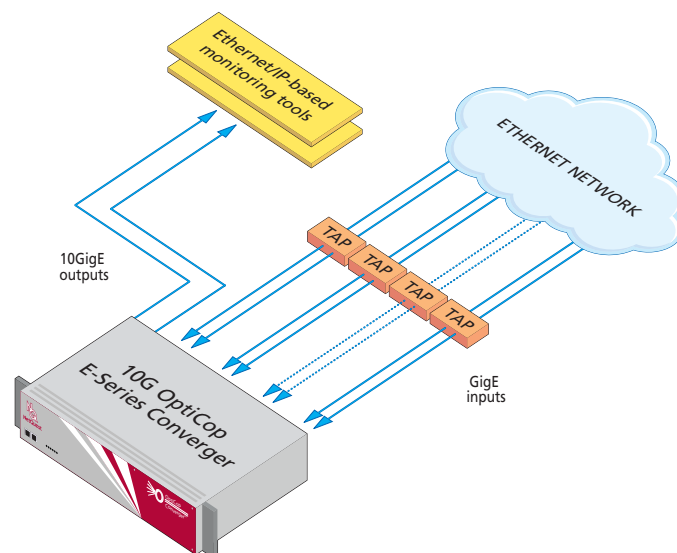 Ethernet/IP-based
monitoring tools
ETHERNET NETWORK
TAP
TAP
TAP
TAP
10GigE
outputs
GigE
inputs
10G OptiCop
E-Series Converger